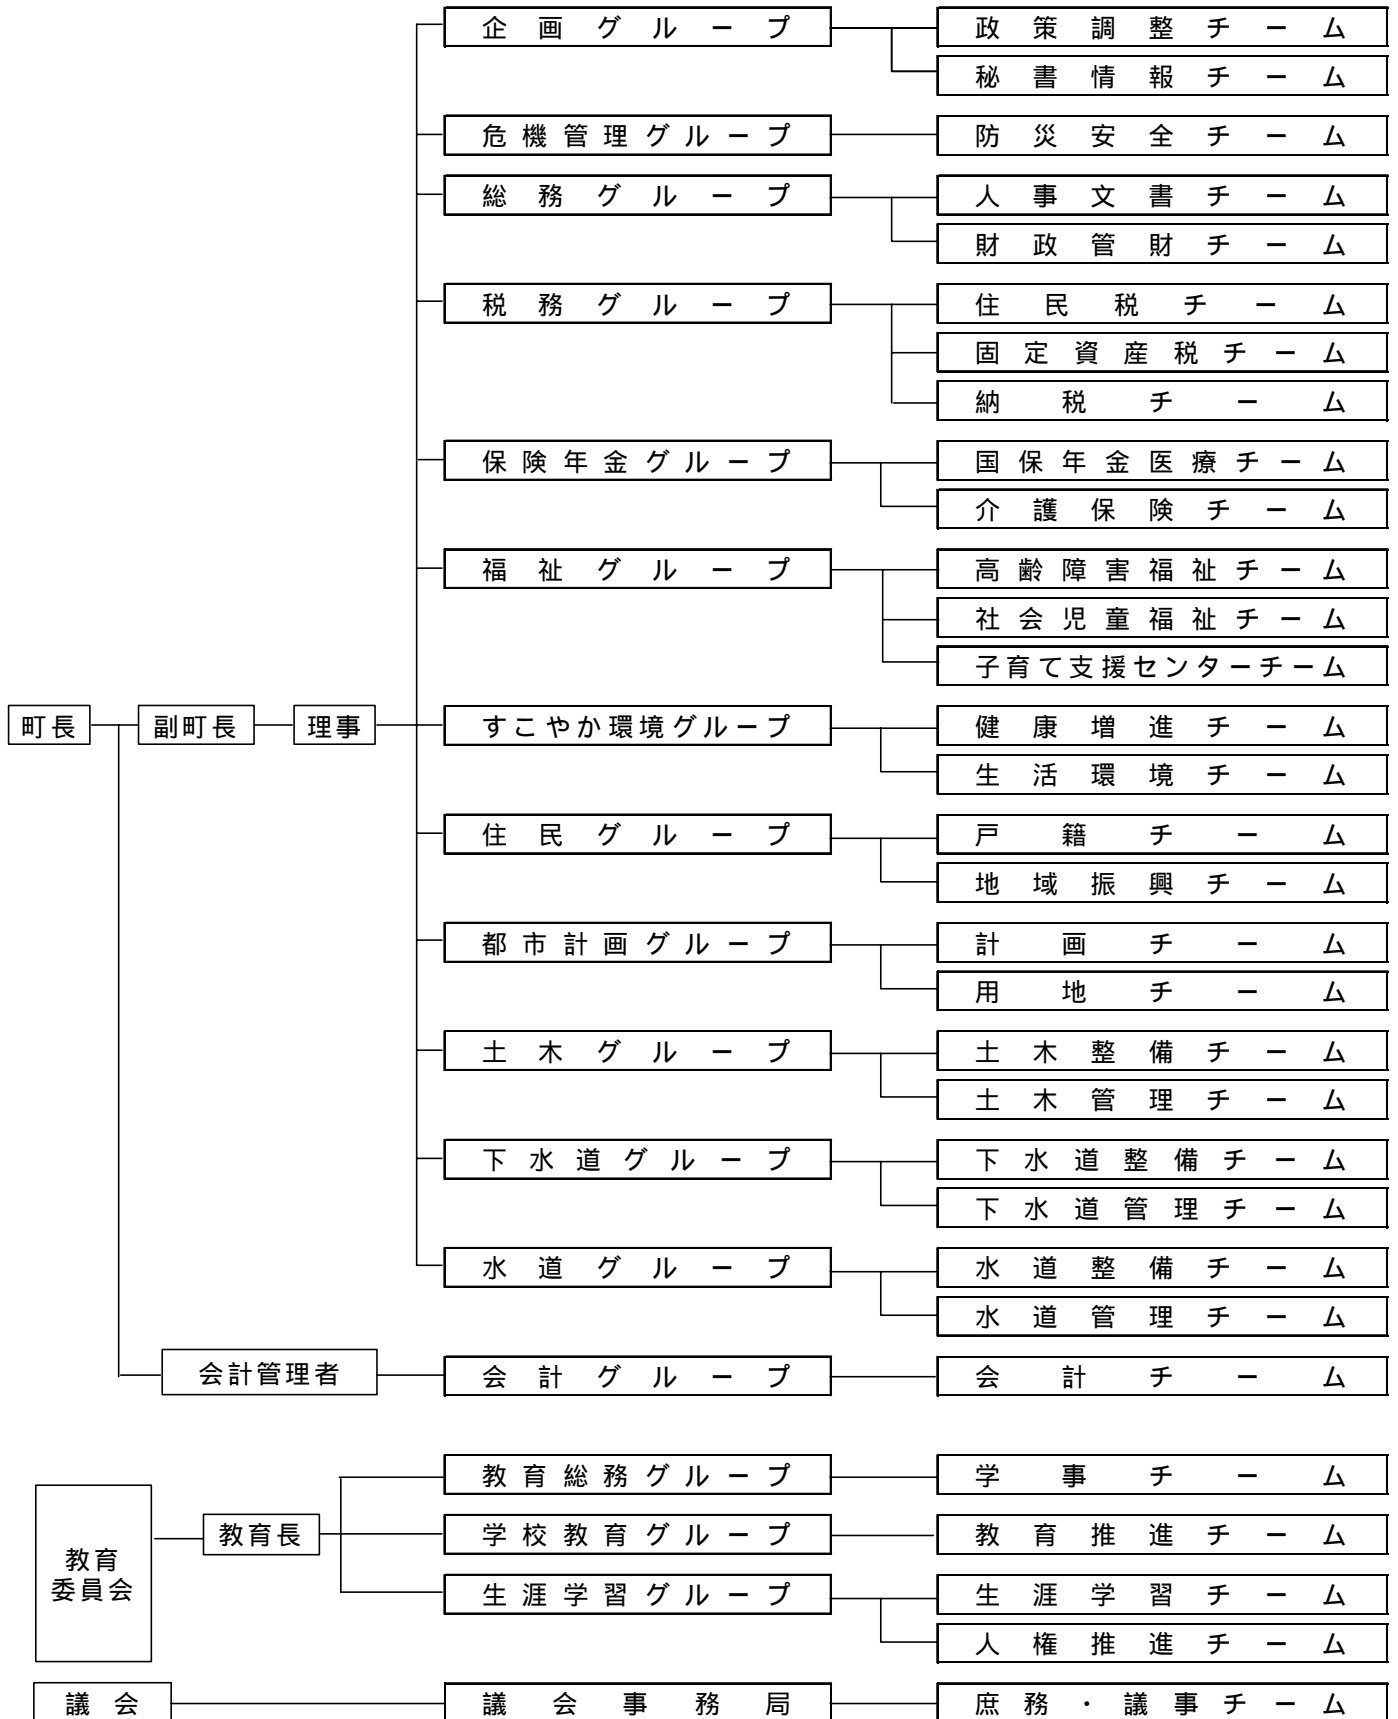 企画グループ 政策調整チーム
秘書情報チーム
危機管理グループ 防災安全チーム
総務グループ 人事文書チーム
財政管財チーム
税務グループ 住民税チーム
固定資産税チーム
納税チーム
保険年金グループ 国保年金医療チーム
介護保険チーム
福祉グループ 高齢障害福祉チーム
社会児童福祉チーム
子育て支援センターチーム
町長 副町長 理事 すこやか環境グループ 健康増進チーム
生活環境チーム
住民グループ 戸籍チーム
地域振興チーム
都市計画グループ 計画チーム
用地チーム
土木グループ 土木整備チーム
土木管理チーム
下水道グループ 下水道整備チーム
下水道管理チーム
水道グループ 水道整備チーム
水道管理チーム
会計管理者 会計グループ 会計チーム
教育総務グループ 学事チーム
教育長 学校教育グループ 教育推進チーム
教育
委員会
生涯学習グループ 生涯学習チーム
人権推進チーム
議会 議会事務局 庶務・議事チーム